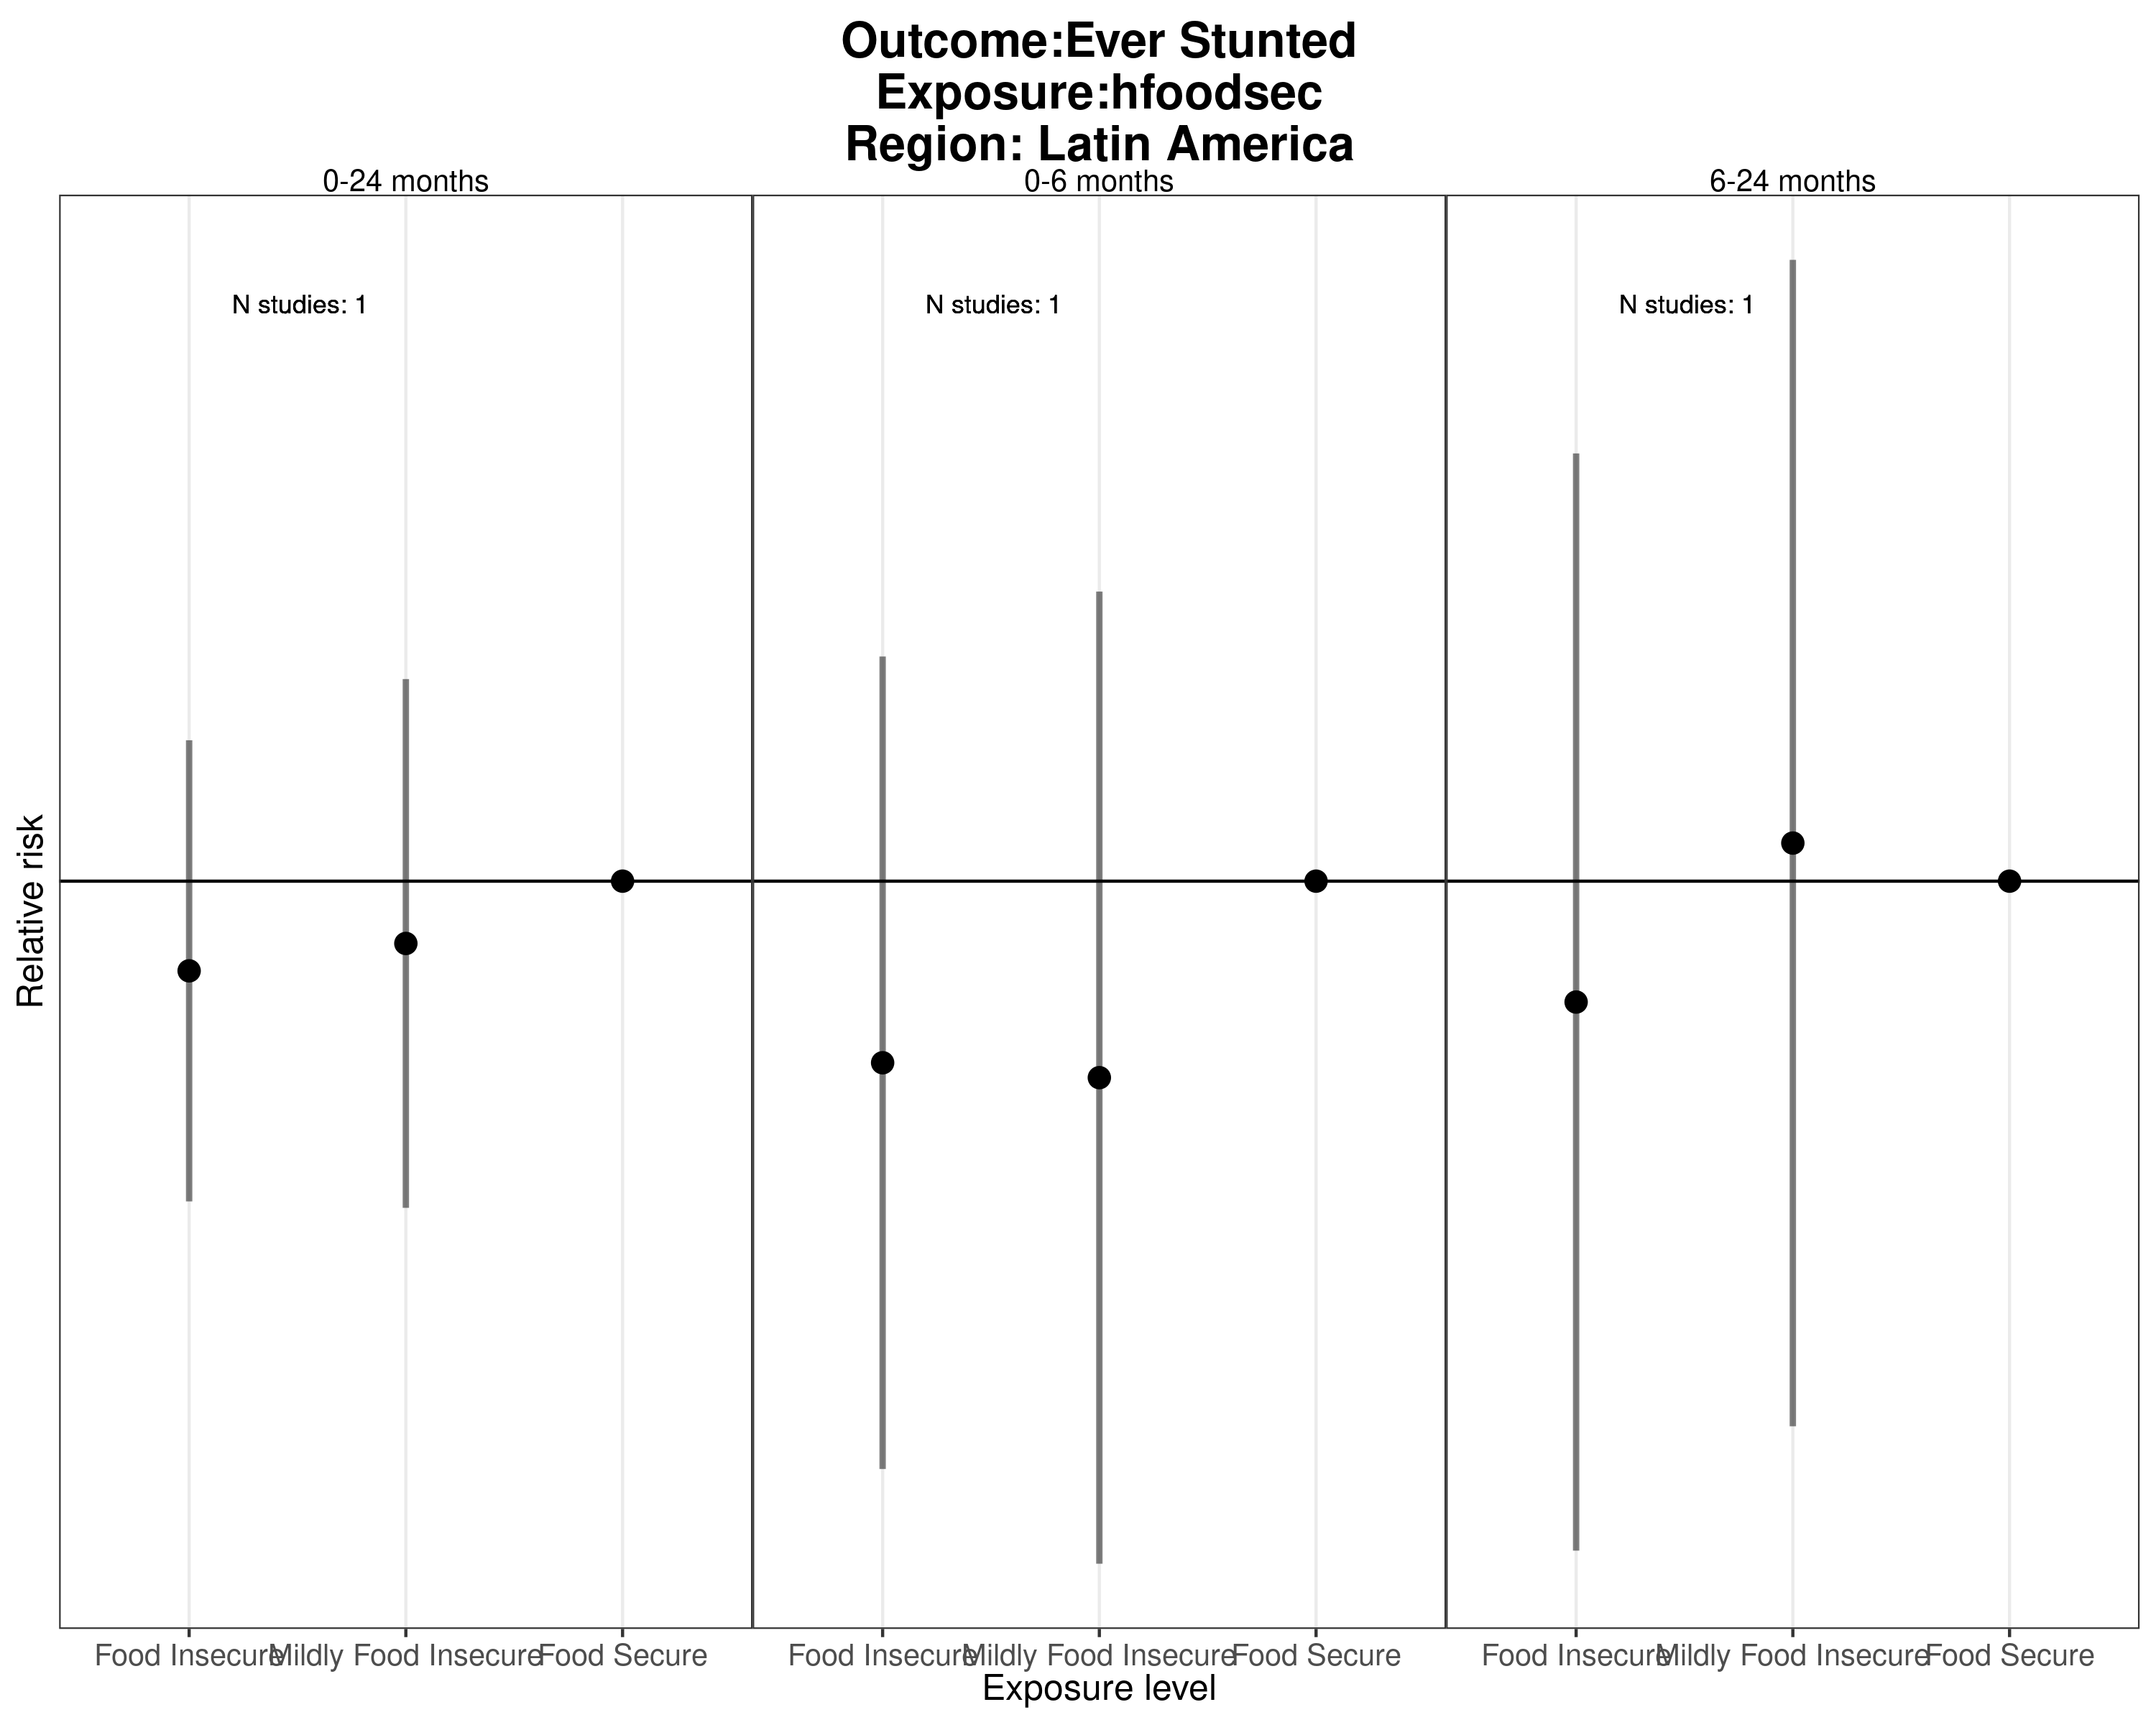 Outcome:Ever Stunted
Exposure:hfoodsec
Region: Latin America
0-24 months
0-6 months
6-24 months
N studies: 1
N studies: 1
N studies: 1
Relative risk
Food Insecure
Mildly Food Insecure
Food Secure
Food Insecure
Mildly Food Insecure
Food Secure
Food Insecure
Mildly Food Insecure
Food Secure
Exposure level